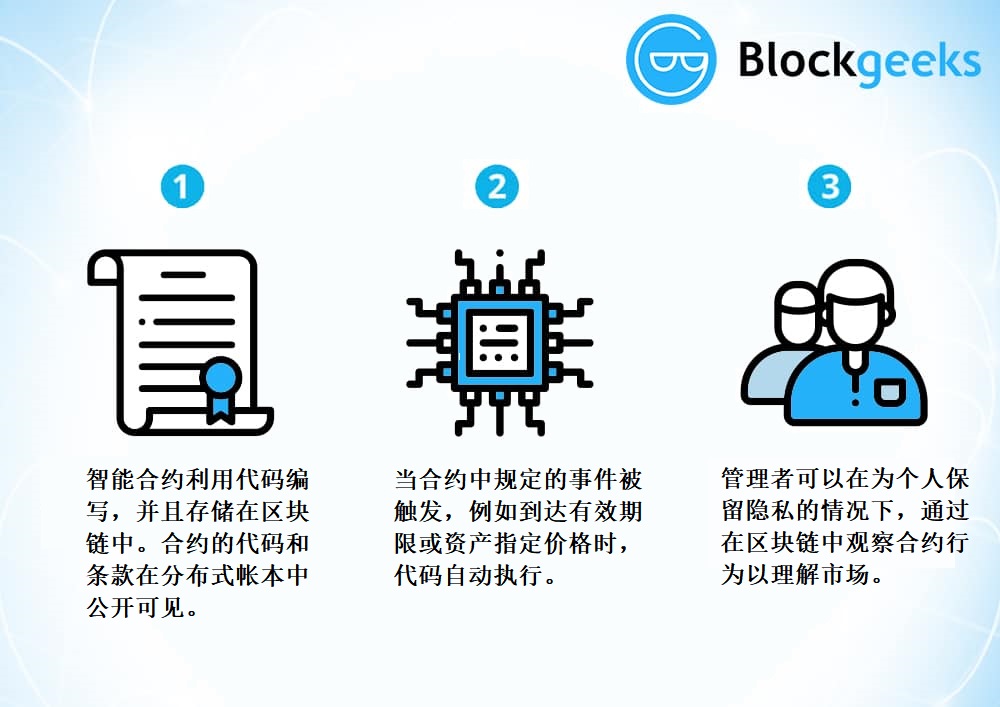 Blockgeeks
1
智能合约利用代码编
写，并且存储在区块
链中。合约的代码和
条款在分布式帐本中
公开可见。
2
当合约中规定的事件被
触发，例如到达有效期
限或资产指定价格时，
代码自动执行。
3
管理者可以在为个人保
留隐私的情况下，通过
在区块链中观察合约行
为以理解市场。